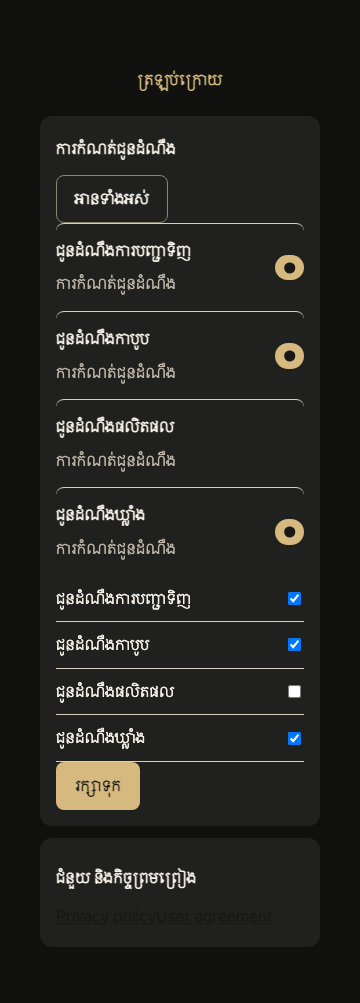 ត្រឡប់ក្រោយ
ការកំណត់ជូនដំណឹង
អានទាំងអស់
ជូនដំណឹងការបញ្ជាទិញ
ការកំណត់ជូនដំណឹង
ជូនដំណឹងកាបូប
ការកំណត់ជូនដំណឹង
ជូនដំណឹងផលិតផល
ការកំណត់ជូនដំណឹង
ជូនដំណឹងឃ្លាំង
ការកំណត់ជូនដំណឹង
ជូនដំណឹងការបញ្ជាទិញ
ជូនដំណឹងកាបូប
ជូនដំណឹងផលិតផល
ជូនដំណឹងឃ្លាំង
រក្សាទុក
ជំនួយ និងកិច្ចព្រមព្រៀង
Privacy policyUser agreement